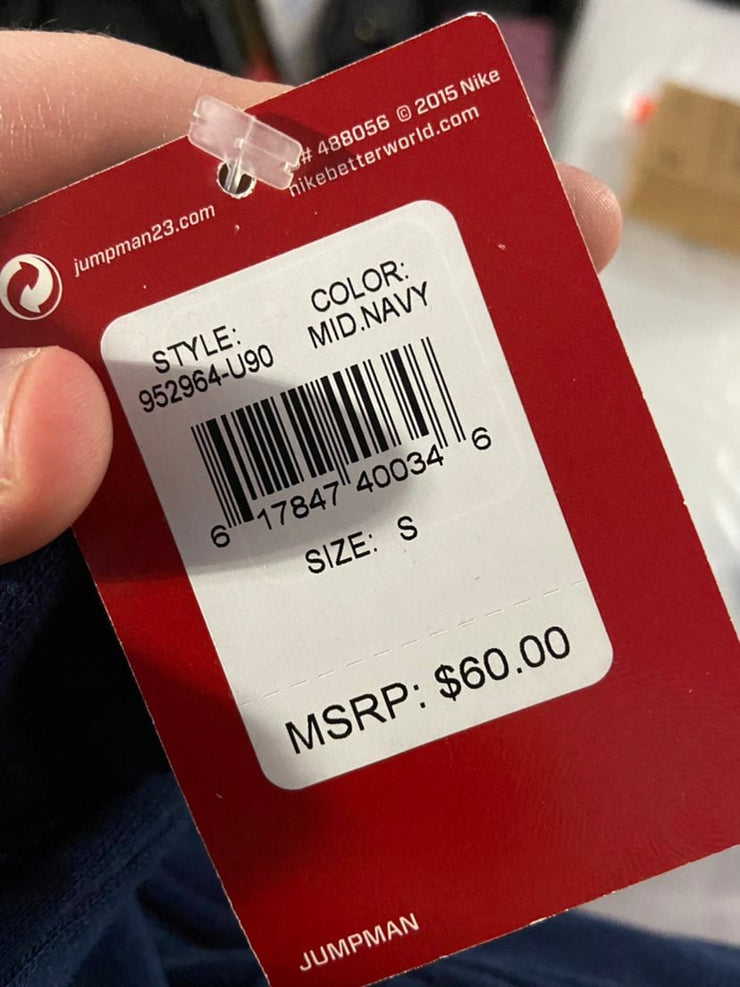 # 488056 © 2015 Nike
nikebetterworld.com
jumpman23.com
STYLE:
952964-U90
COLOR:
MID.NAVY
6 17847 40034 6
SIZE: S
MSRP: $60.00
JUMPMAN